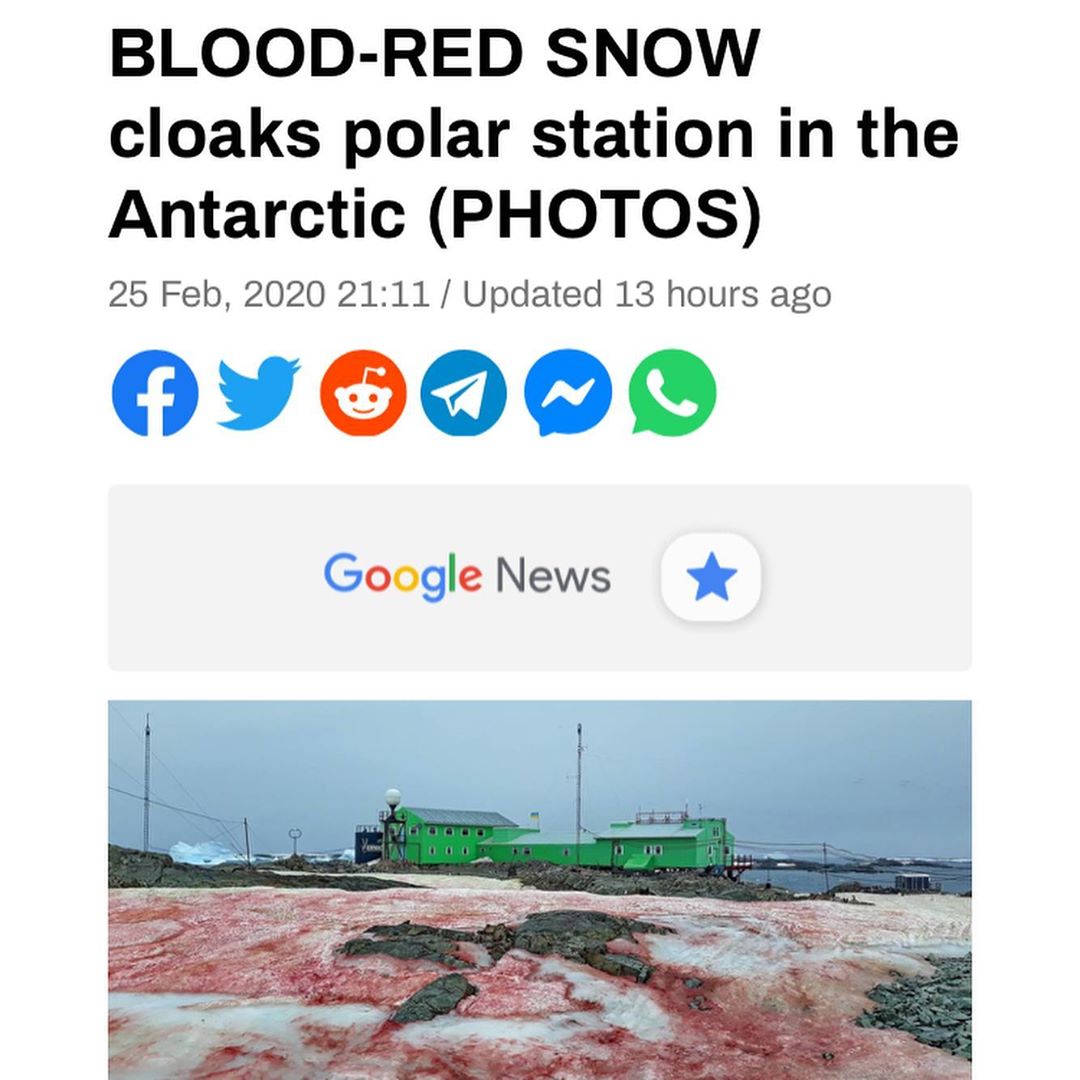 BLOOD-RED SNOW
cloaks polar station in the
Antarctic (PHOTOS)
25 Feb, 2020 21:11 / Updated 13 hours ago
Google News